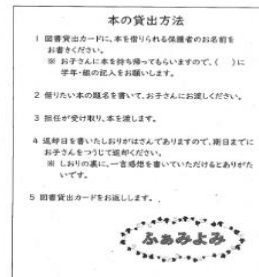 本の貸出方法
1 図書貸出カードに、本を借りられる保護者のお名前を
お書きください。
※ お子さんに本を持ち帰ってもらいますので、( )に
学年・組の記入をお願いします。
2 借りたい本の題名を書いて、お子さんにお渡しください。
3 担任が受け取り、本を渡します。
4 返却日を書いたしおりがはさんでありますので、期日までに
お子さんをつうじて返却ください。
※ しおりの裏に、一言感想を書いていただけるとありがた
いです。
5 図書貸出カードをお返しします。
ふぁみよみ